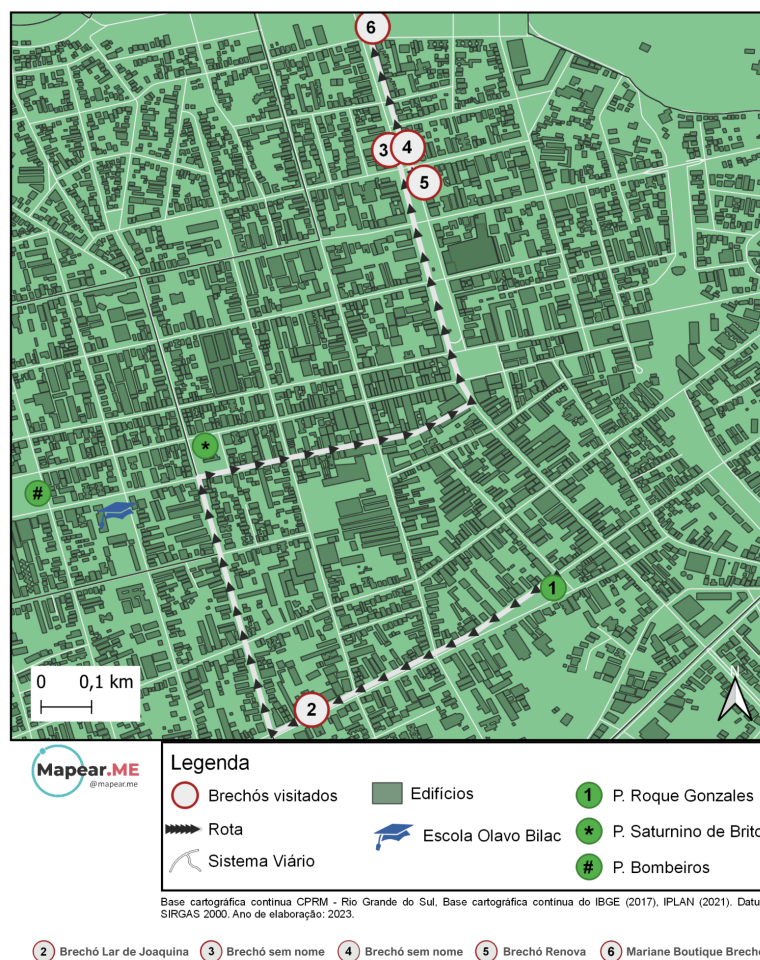 6
3 4
5
*
#
1
0 0,1 km
2
N
Mapear.ME
@mapear.me
Legenda
Brechós visitados
Edifícios
1 P. Roque Gonzales
Rota
Escola Olavo Bilac
* P. Saturnino de Brito
Sistema Viário
# P. Bombeiros
Base cartográfica continua CPRM - Rio Grande do Sul, Base cartográfica continua do IBGE (2017), IPLAN (2021). Datu
SIRGAS 2000. Ano de elaboração: 2023.
2 Brechó Lar de Joaquina 3 Brechó sem nome 4 Brechó sem nome 5 Brechó Renova 6 Mariane Boutique Brechó